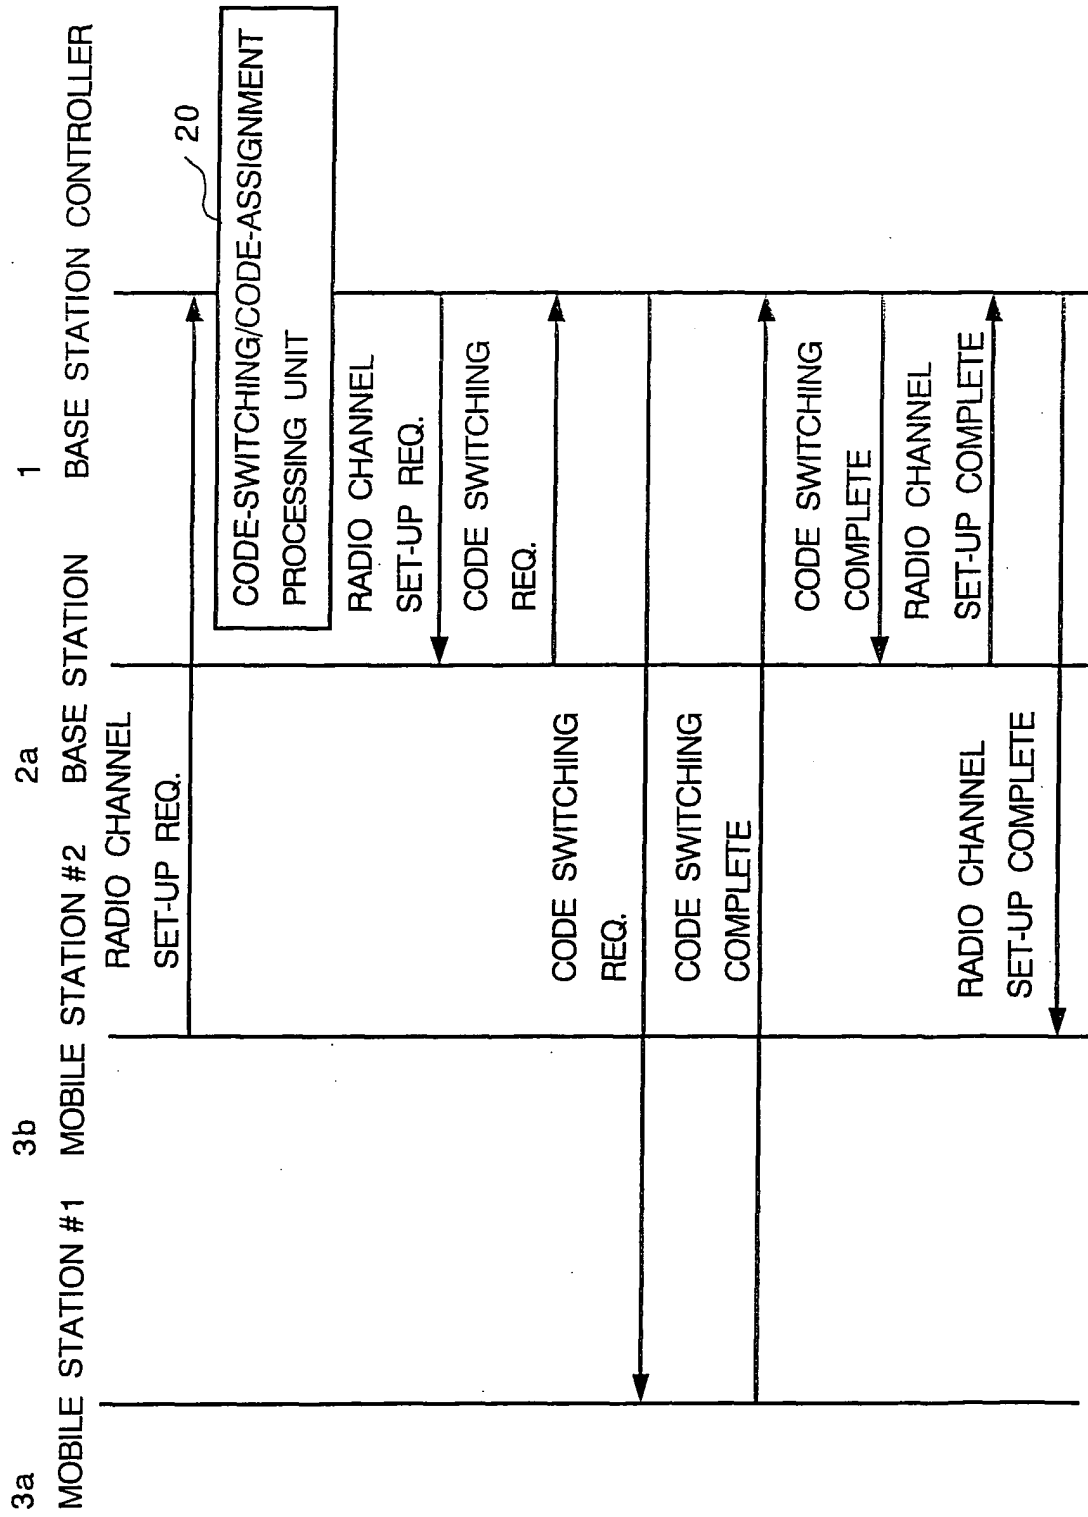 3a
3b
2a
1
MOBILE STATION #1
MOBILE STATION #2
BASE STATION
BASE STATION CONTROLLER
RADIO CHANNEL
SET-UP REQ.
20
CODE-SWITCHING/CODE-ASSIGNMENT
PROCESSING UNIT
RADIO CHANNEL
SET-UP REQ.
CODE SWITCHING
REQ.
CODE SWITCHING
REQ.
CODE SWITCH
COMPLETE
CODE SWITCH
COMPLETE
RADIO CHANNEL
SET-UP COMPLETE
RADIO CHANNEL
SET-UP COMPLETE